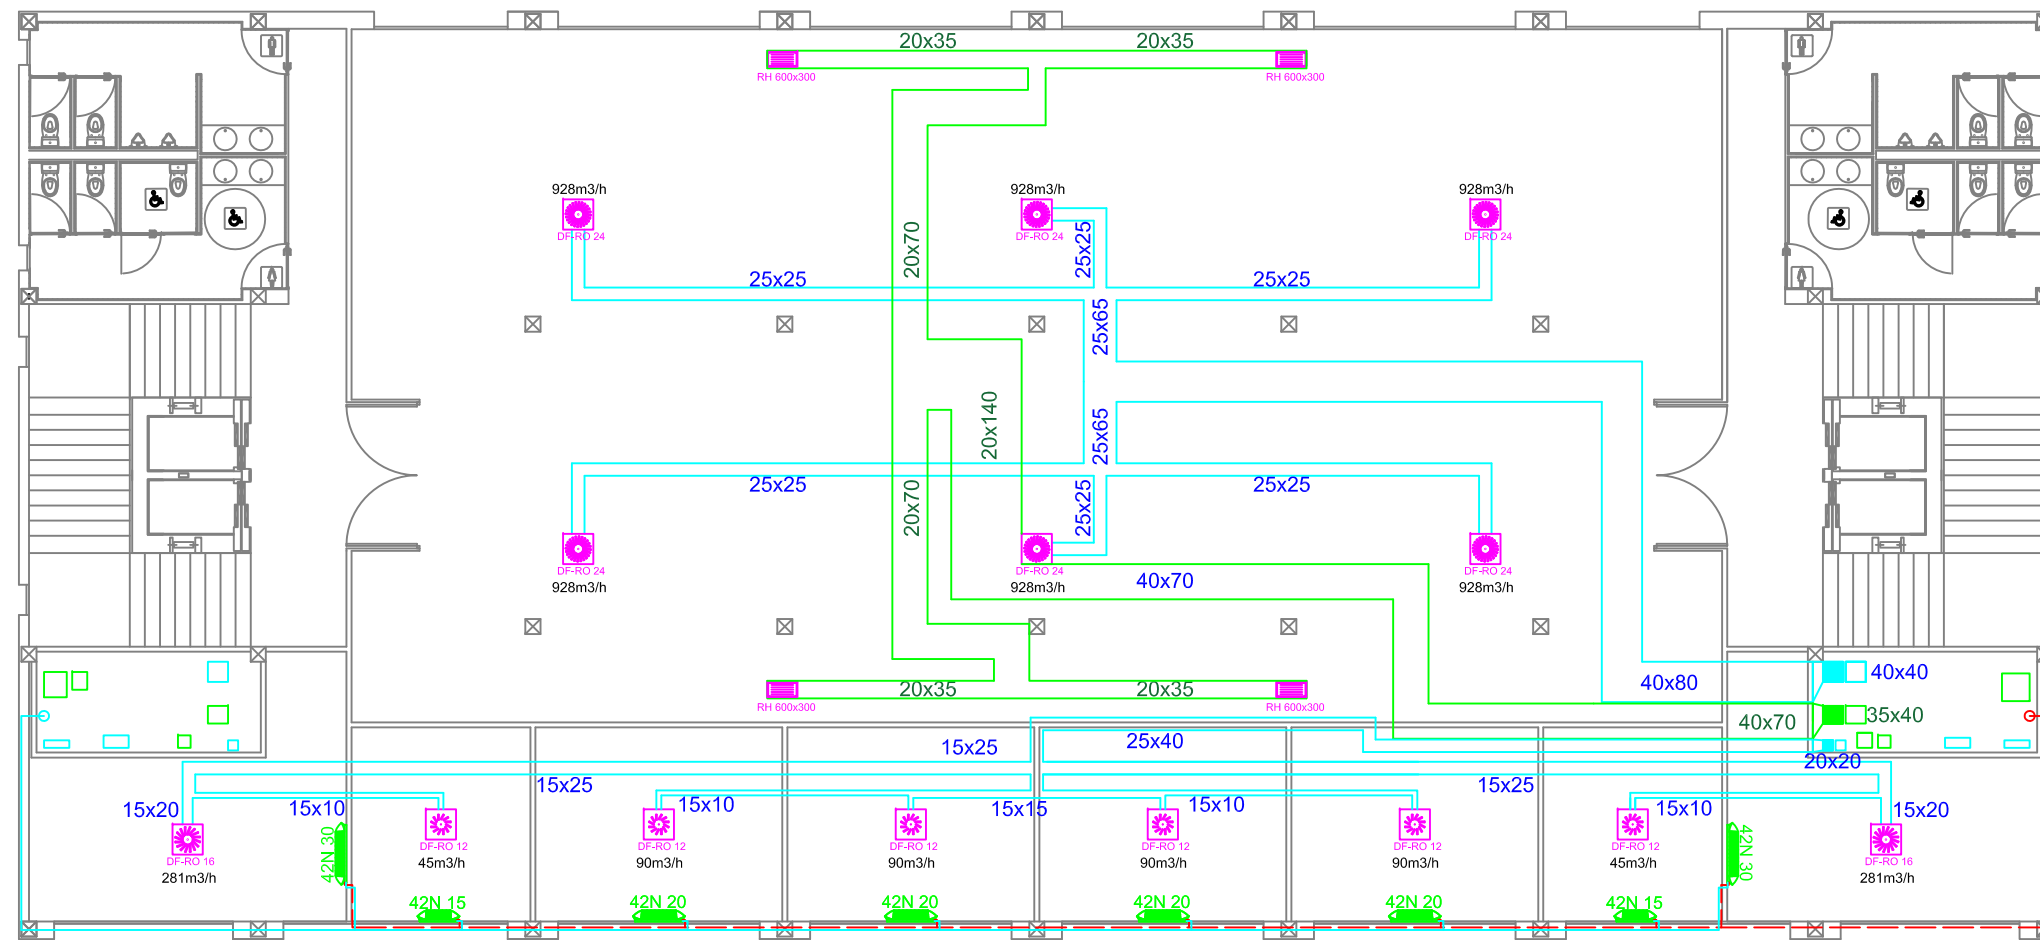 20x35 20x35
RH 600x300 RH 600x300
928m3/h 928m3/h 928m3/h
DF-RO 24 DF-RO 24 DF-RO 24
20x70
25x25
25x25 25x25
25x65
20x140
25x65
25x25 25x25
20x70
25x25
DF-RO 24 DF-RO 24 DF-RO 24
928m3/h 928m3/h 928m3/h
40x70
40x40
40x80
20x35 20x35
RH 600x300 RH 600x300
40x70 35x40
15x25 25x40
20x20
15x25 15x25
15x20 15x10 15x10 15x15 15x10 15x10 15x20
42N 30 42N 30
DF-RO 12 DF-RO 12 DF-RO 12 DF-RO 12 DF-RO 12 DF-RO 12
DF-RO 16 45m3/h 90m3/h 90m3/h 90m3/h 90m3/h 45m3/h DF-RO 16
281m3/h 281m3/h
42N 15 42N 20 42N 20 42N 20 42N 20 42N 15